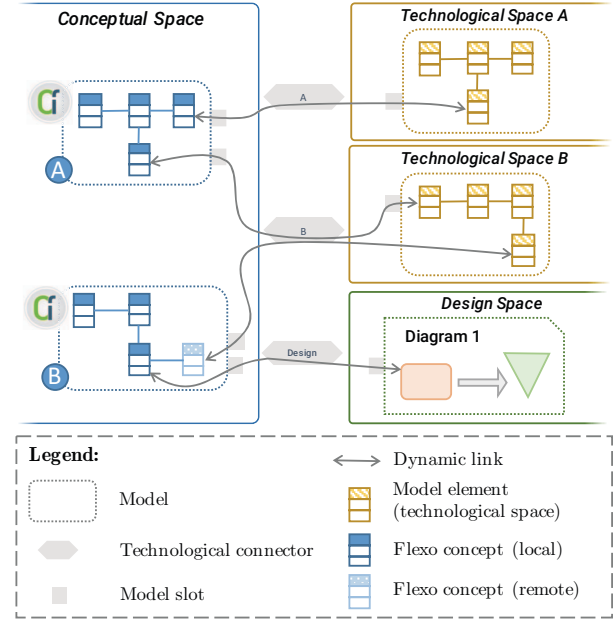 Conceptual Space
Technological Space A
A
A
Technological Space B
B
B
Design Space
Diagram 1
Design
Legend:
Model
Technological connector
Model slot
Dynamic link
Model element
(technological space)
Flexo concept (local)
Flexo concept (remote)